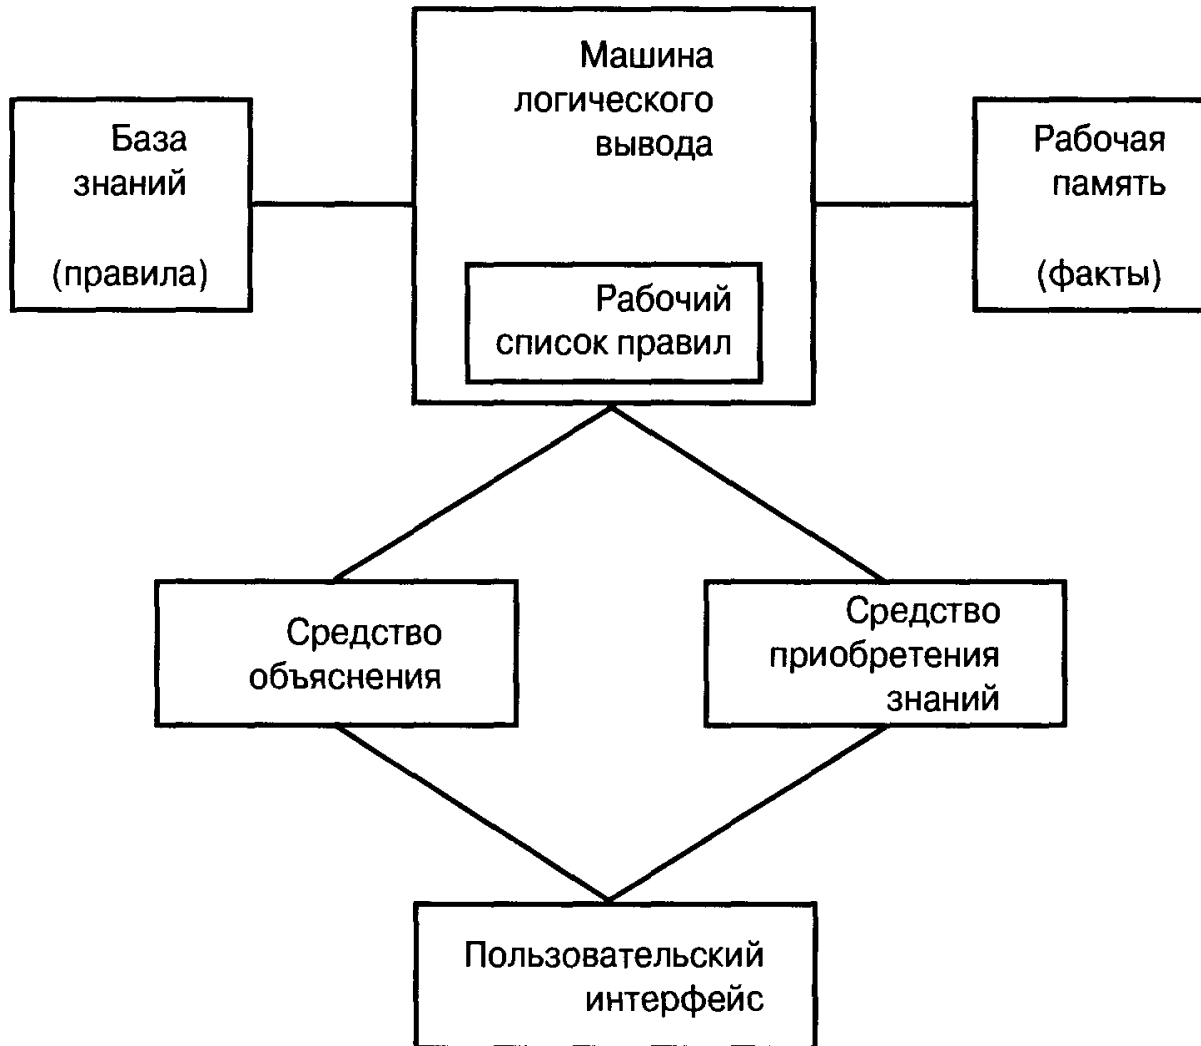 База
знаний
(правила)
Машина
логического
вывода
Рабочий
список правил
Рабочая
память
(факты)
Средство
объяснения
Средство
приобретения
знаний
Пользовательский
интерфейс